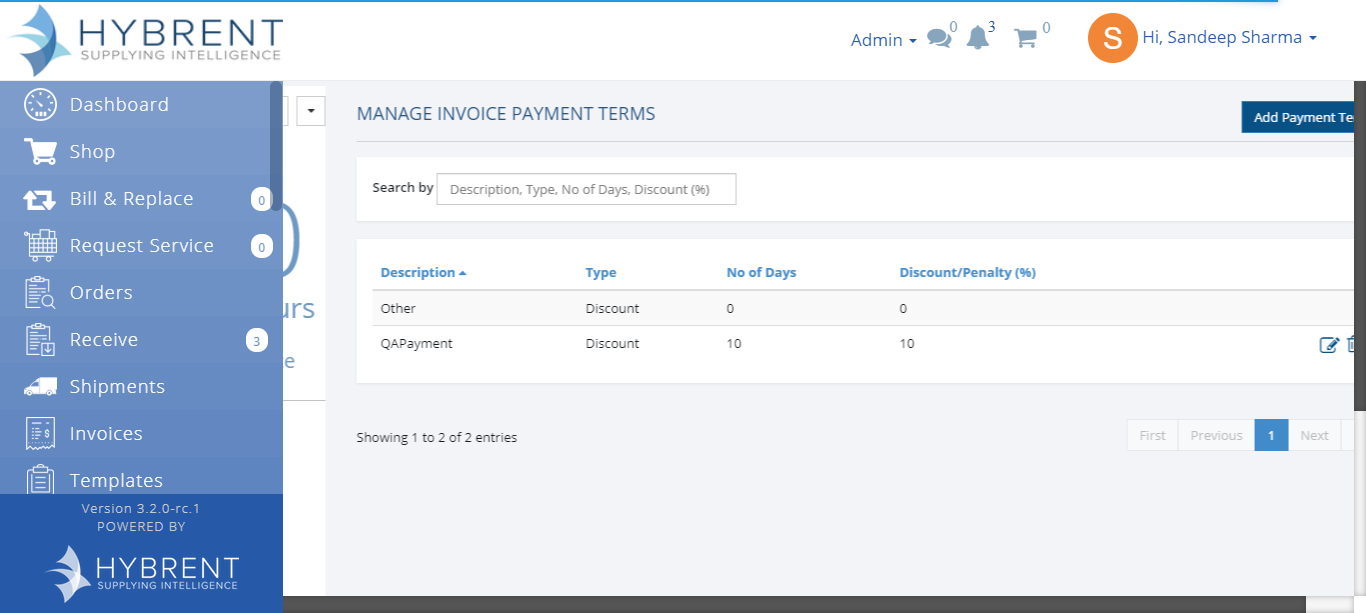 HYBRENT
SUPPLYING INTELLIGENCE
Admin
0
3
0
S
Hi, Sandeep Sharma
Dashboard
Shop
Bill & Replace 0
Request Service 0
Orders
Receive 3
Shipments
Invoices
Templates
Version 3.2.0-rc.1
POWERED BY
HYBRENT
SUPPLYING INTELLIGENCE
MANAGE INVOICE PAYMENT TERMS
Add Payment Te
Search by Description, Type, No of Days, Discount (%)
Description Type No of Days Discount/Penalty (%)
Other Discount 0 0
QAPayment Discount 10 10
Showing 1 to 2 of 2 entries
First Previous 1 Next